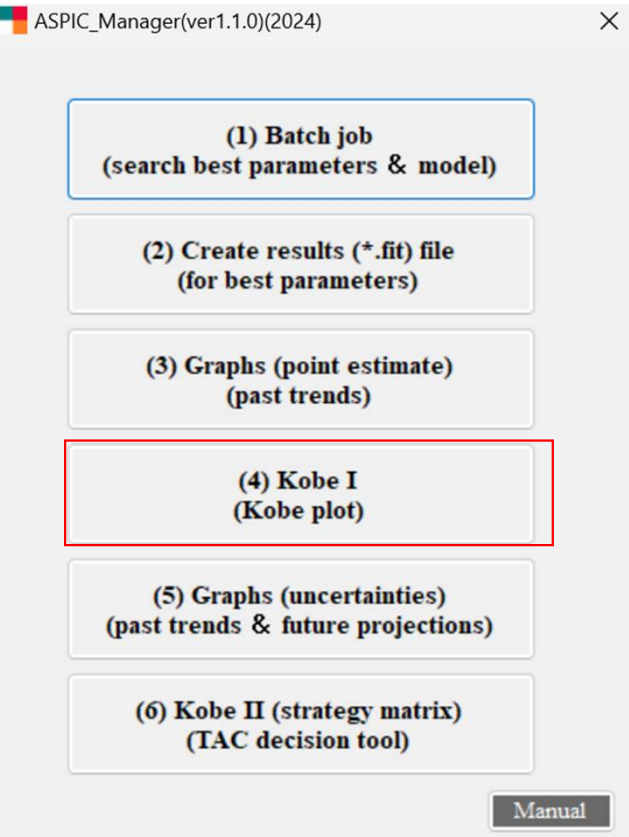 ASPIC_Manager(ver1.1.0)(2024)
(1) Batch job
(search best parameters & model)
(2) Create results (*.fit) file
(for best parameters)
(3) Graphs (point estimate)
(past trends)
(4) Kobe I
(Kobe plot)
(5) Graphs (uncertainties)
(past trends & future projections)
(6) Kobe II (strategy matrix)
(TAC decision tool)
Manual